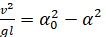 v²/gl = α₀² − α²